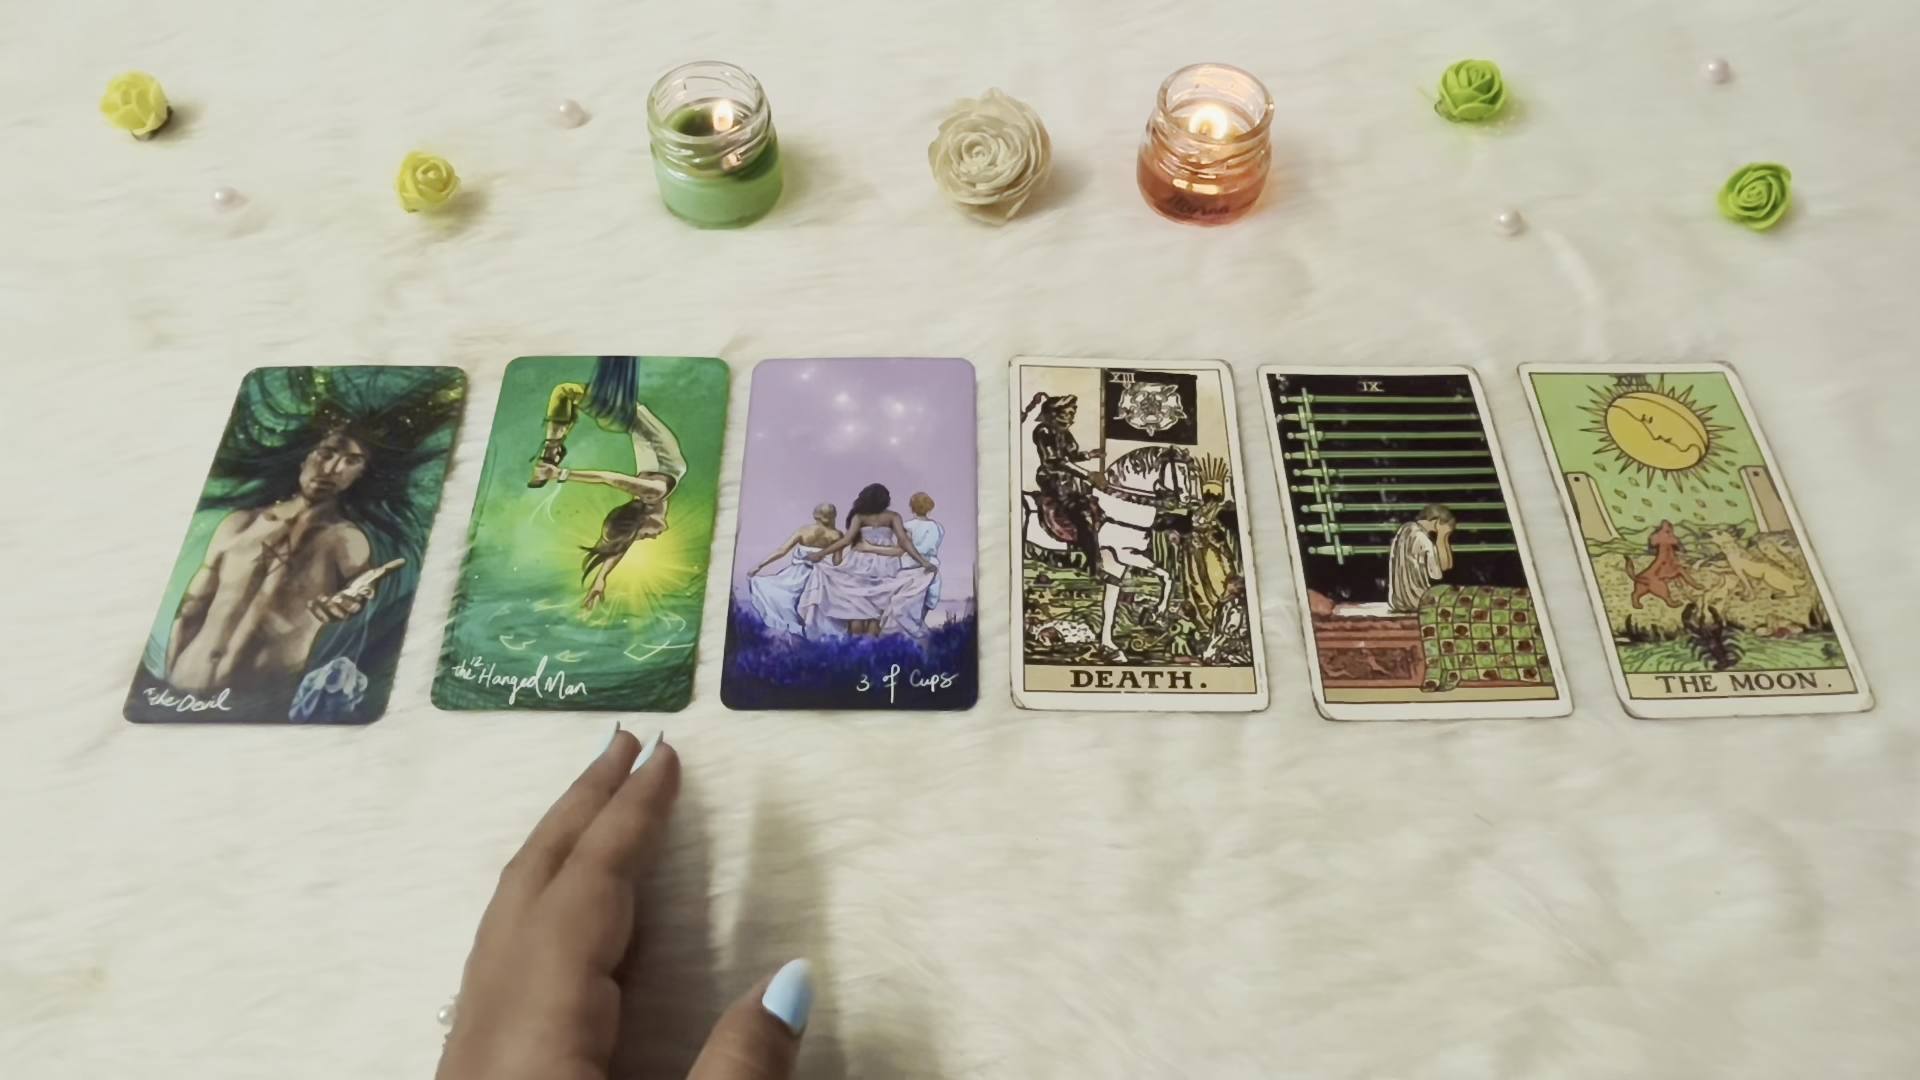 the Devil
12
the Hanged Man
3 of Cups
XIII
DEATH.
IX
THE MOON.